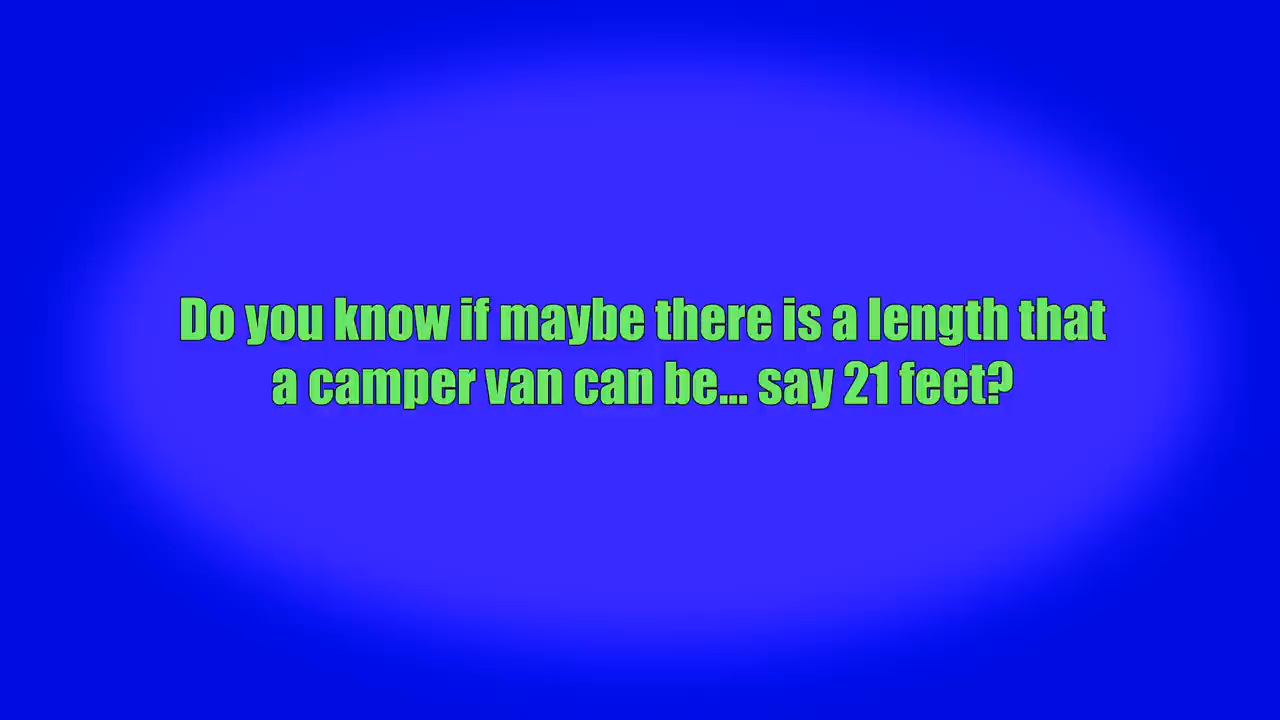 Do you know if maybe there is a length that
a camper van can be... say 21 feet?